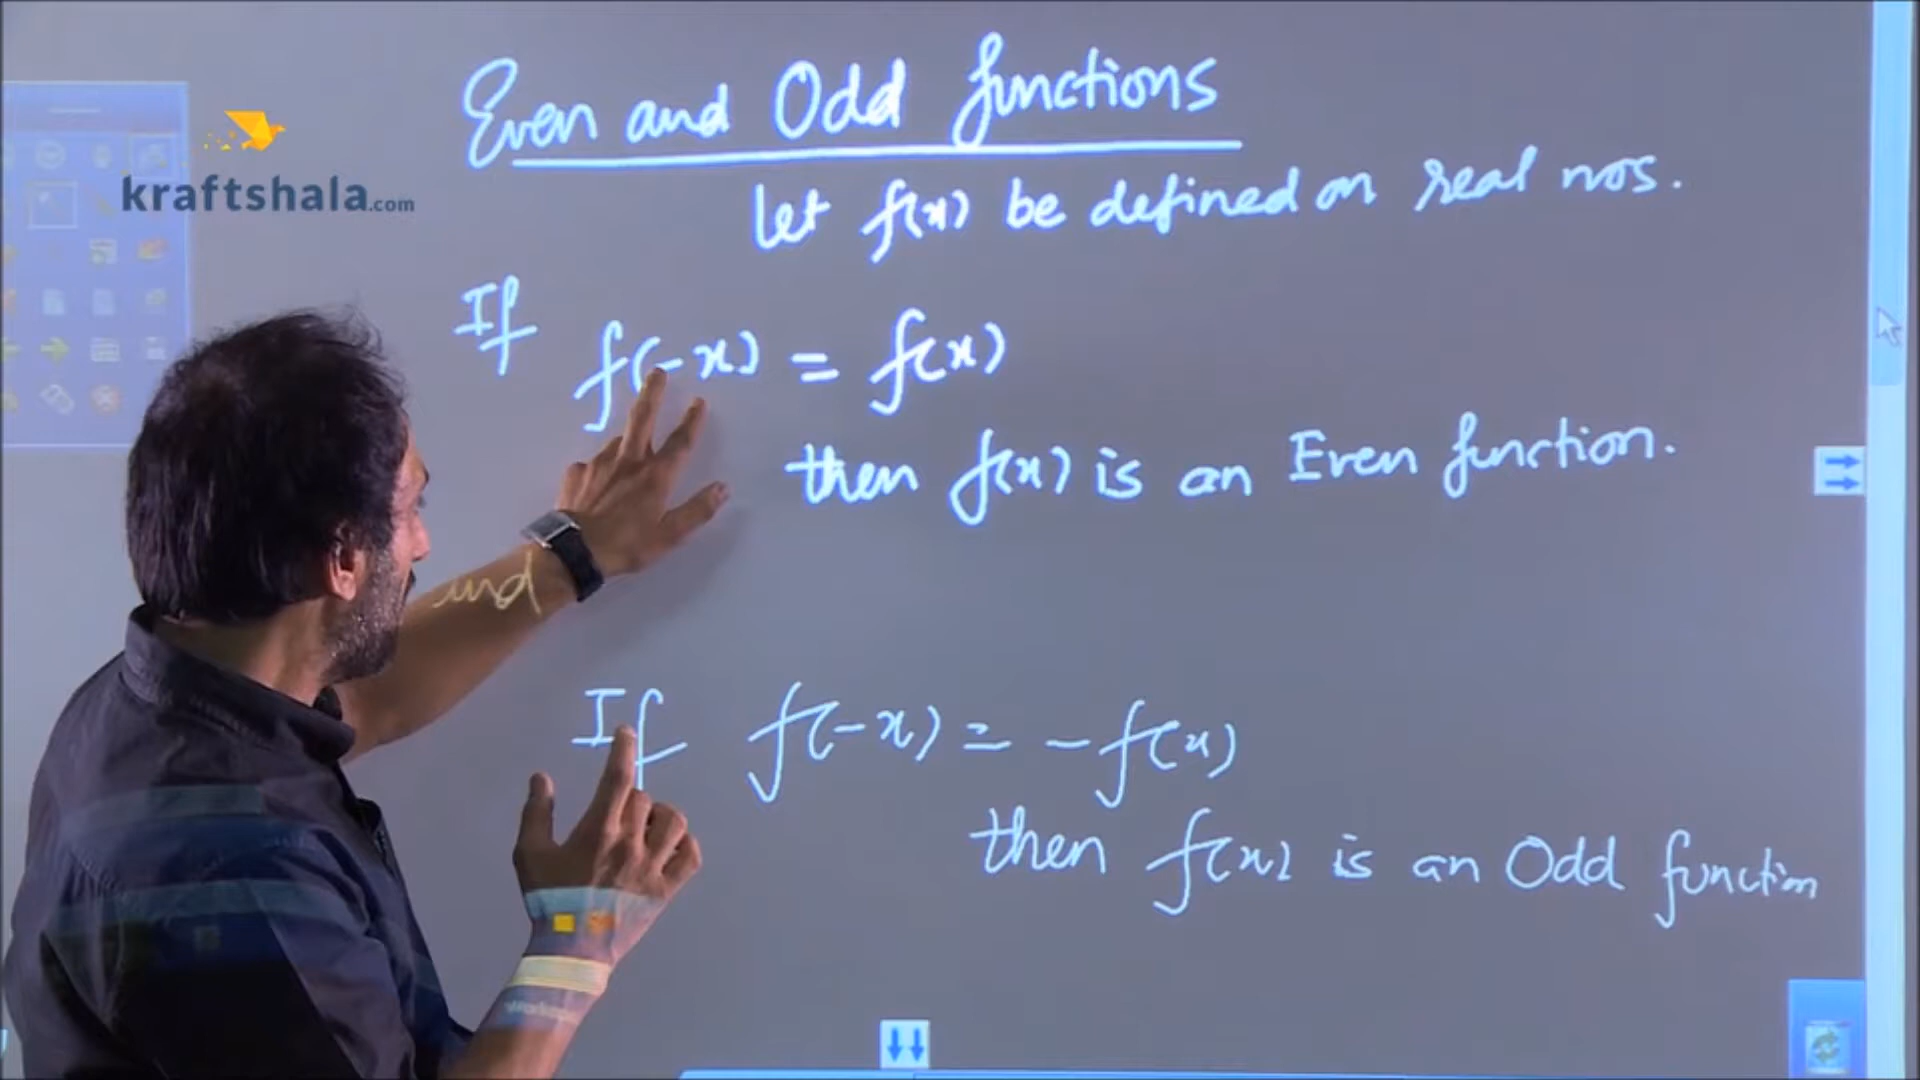 Even and Odd functions
kraftshala.com
let f(x) be defined on real nos.
If
f(-x) = f(x)
then f(x) is an Even function.
and
If f(-x) = -f(x)
then f(x) is an Odd function